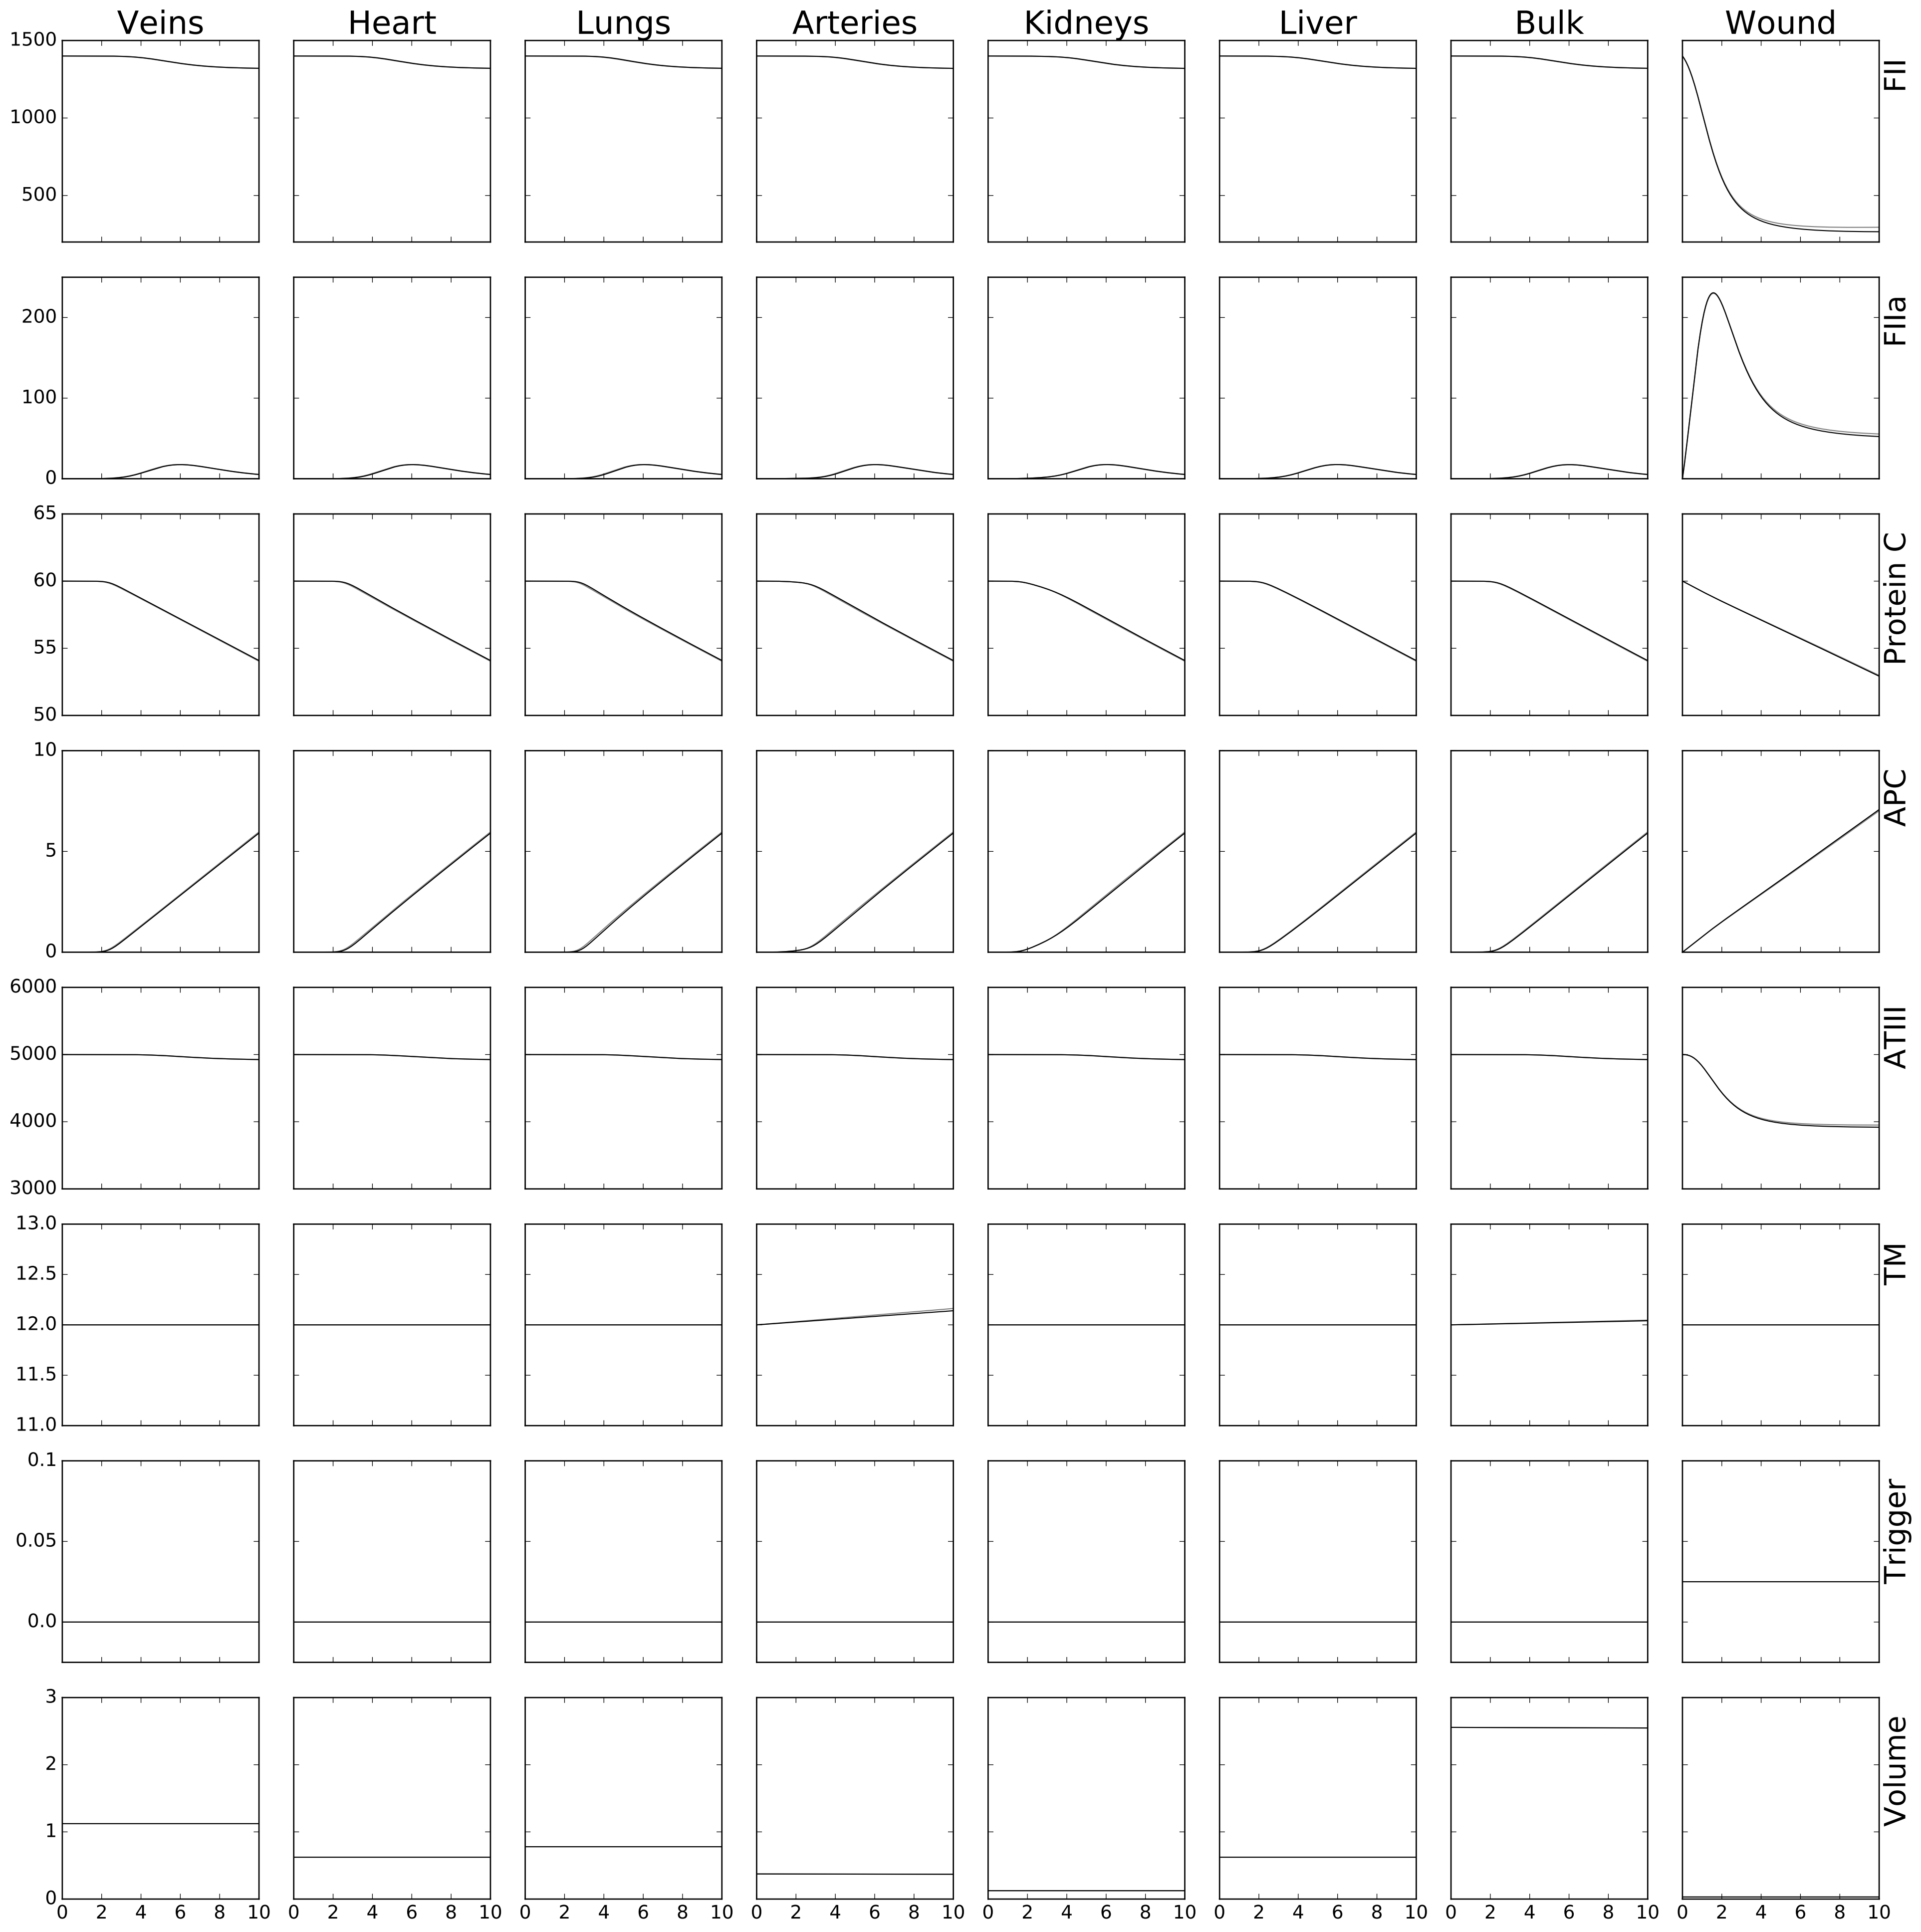 Veins Heart Lungs Arteries Kidneys Liver Bulk Wound
1500
1000
500
FII
200
100
0
FIIa
65
60
55
50
Protein C
10
5
0
APC
6000
5000
4000
3000
ATIII
13.0
12.5
12.0
11.5
11.0
TM
0.1
0.05
0.0
Trigger
3
2
1
0
Volume
0 2 4 6 8 10 0 2 4 6 8 10 0 2 4 6 8 10 0 2 4 6 8 10 0 2 4 6 8 10 0 2 4 6 8 10 0 2 4 6 8 10 0 2 4 6 8 10